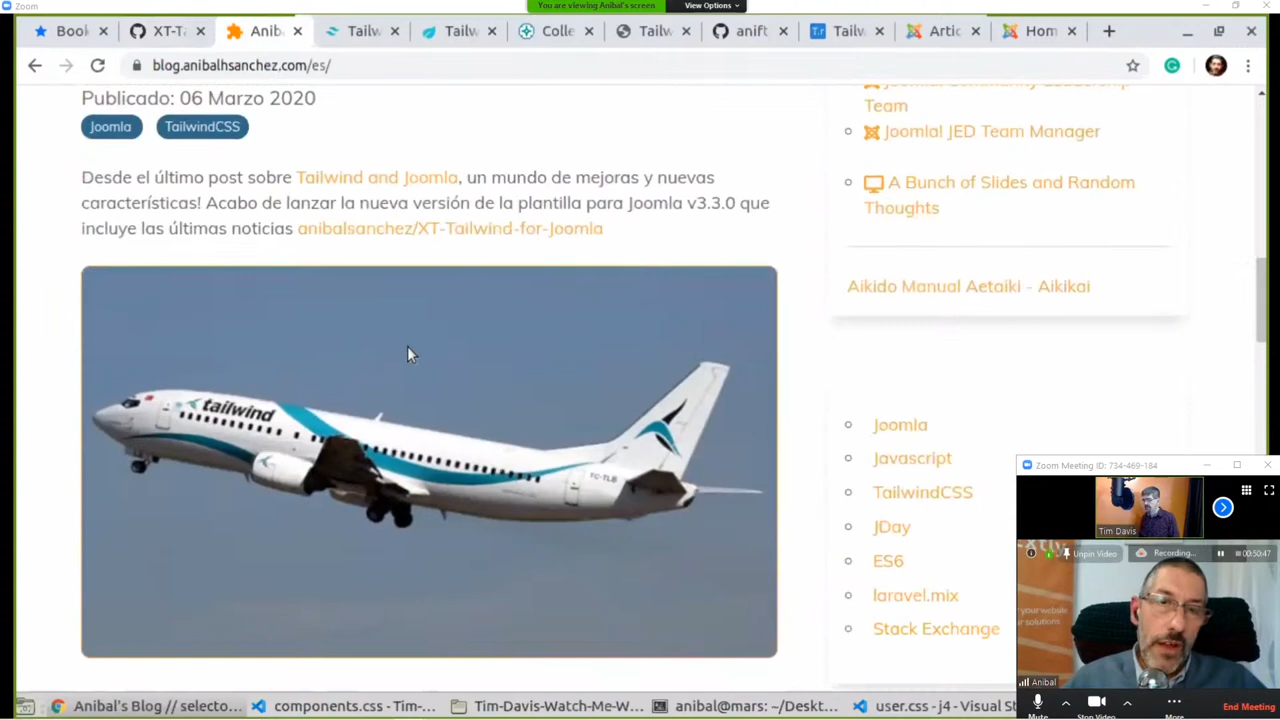 Zoom
You are viewing Anibal's screen
View Options
Book
XT-T
Anib
Tailw
Tailw
Colle
Tailw
anift
Tailw
Artic
Hom
blog.anibalhsanchez.com/es/
Publicado: 06 Marzo 2020
Joomla
TailwindCSS
Desde el último post sobre Tailwind and Joomla, un mundo de mejoras y nuevas
características! Acabo de lanzar la nueva versión de la plantilla para Joomla v3.3.0 que
incluye las últimas noticias anibalsanchez/XT-Tailwind-for-Joomla
tailwind
YC-TLB
Team
Joomla! JED Team Manager
A Bunch of Slides and Random
Thoughts
Aikido Manual Aetaiki - Aikikai
Joomla
Javascript
TailwindCSS
JDay
ES6
laravel.mix
Stack Exchange
Zoom Meeting ID: 734-469-184
Tim Davis
Unpin Video
Recording...
00:50:47
your website
solutions
Anibal
Mute
Stop Video
More
End Meeting
Anibal's Blog // selecto...
components.css - Tim-...
Tim-Davis-Watch-Me-W...
anibal@mars: ~/Deskt...
user.css - j4 - Visual S